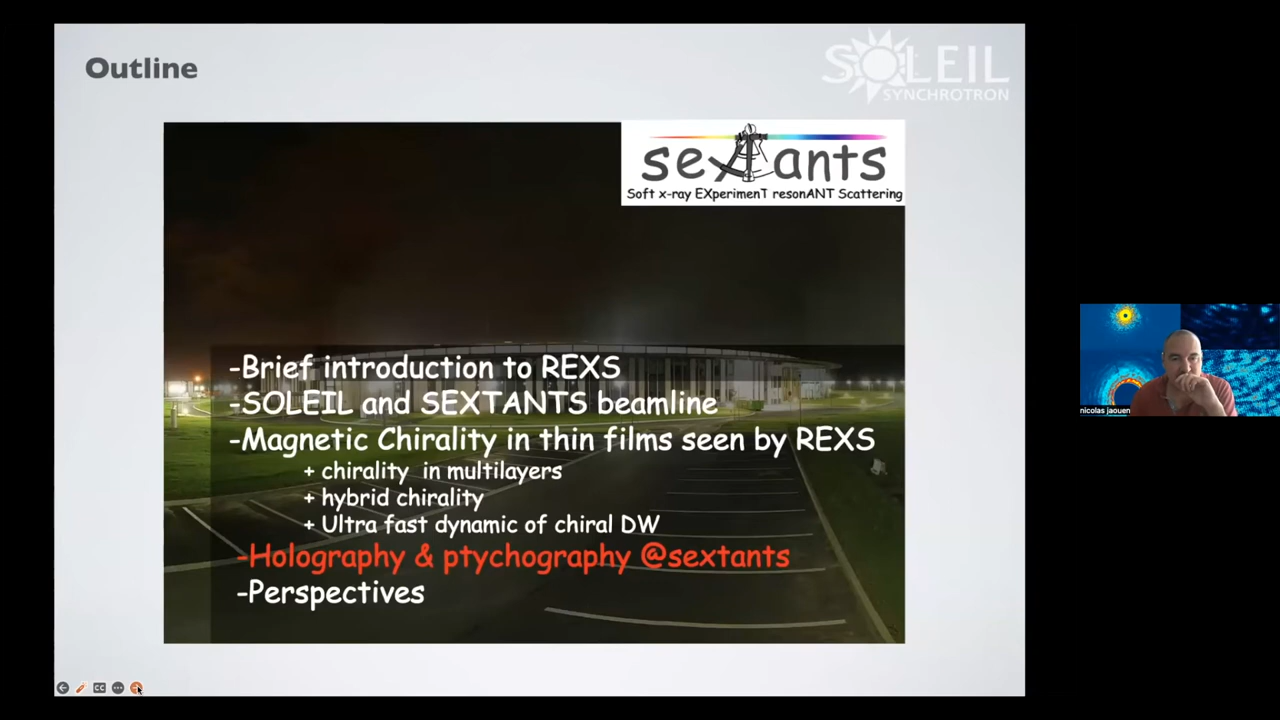 Outline
SOLEIL
SYNCHROTRON
sextants
Soft x-ray EXperimenT resonANT Scattering
-Brief introduction to REXS
-SOLEIL and SEXTANTS beamline
-Magnetic Chirality in thin films seen by REXS
+ chirality in multilayers
+ hybrid chirality
+ Ultra fast dynamic of chiral DW
-Holography & ptychography @sextants
-Perspectives
nicolas jaouen
CC